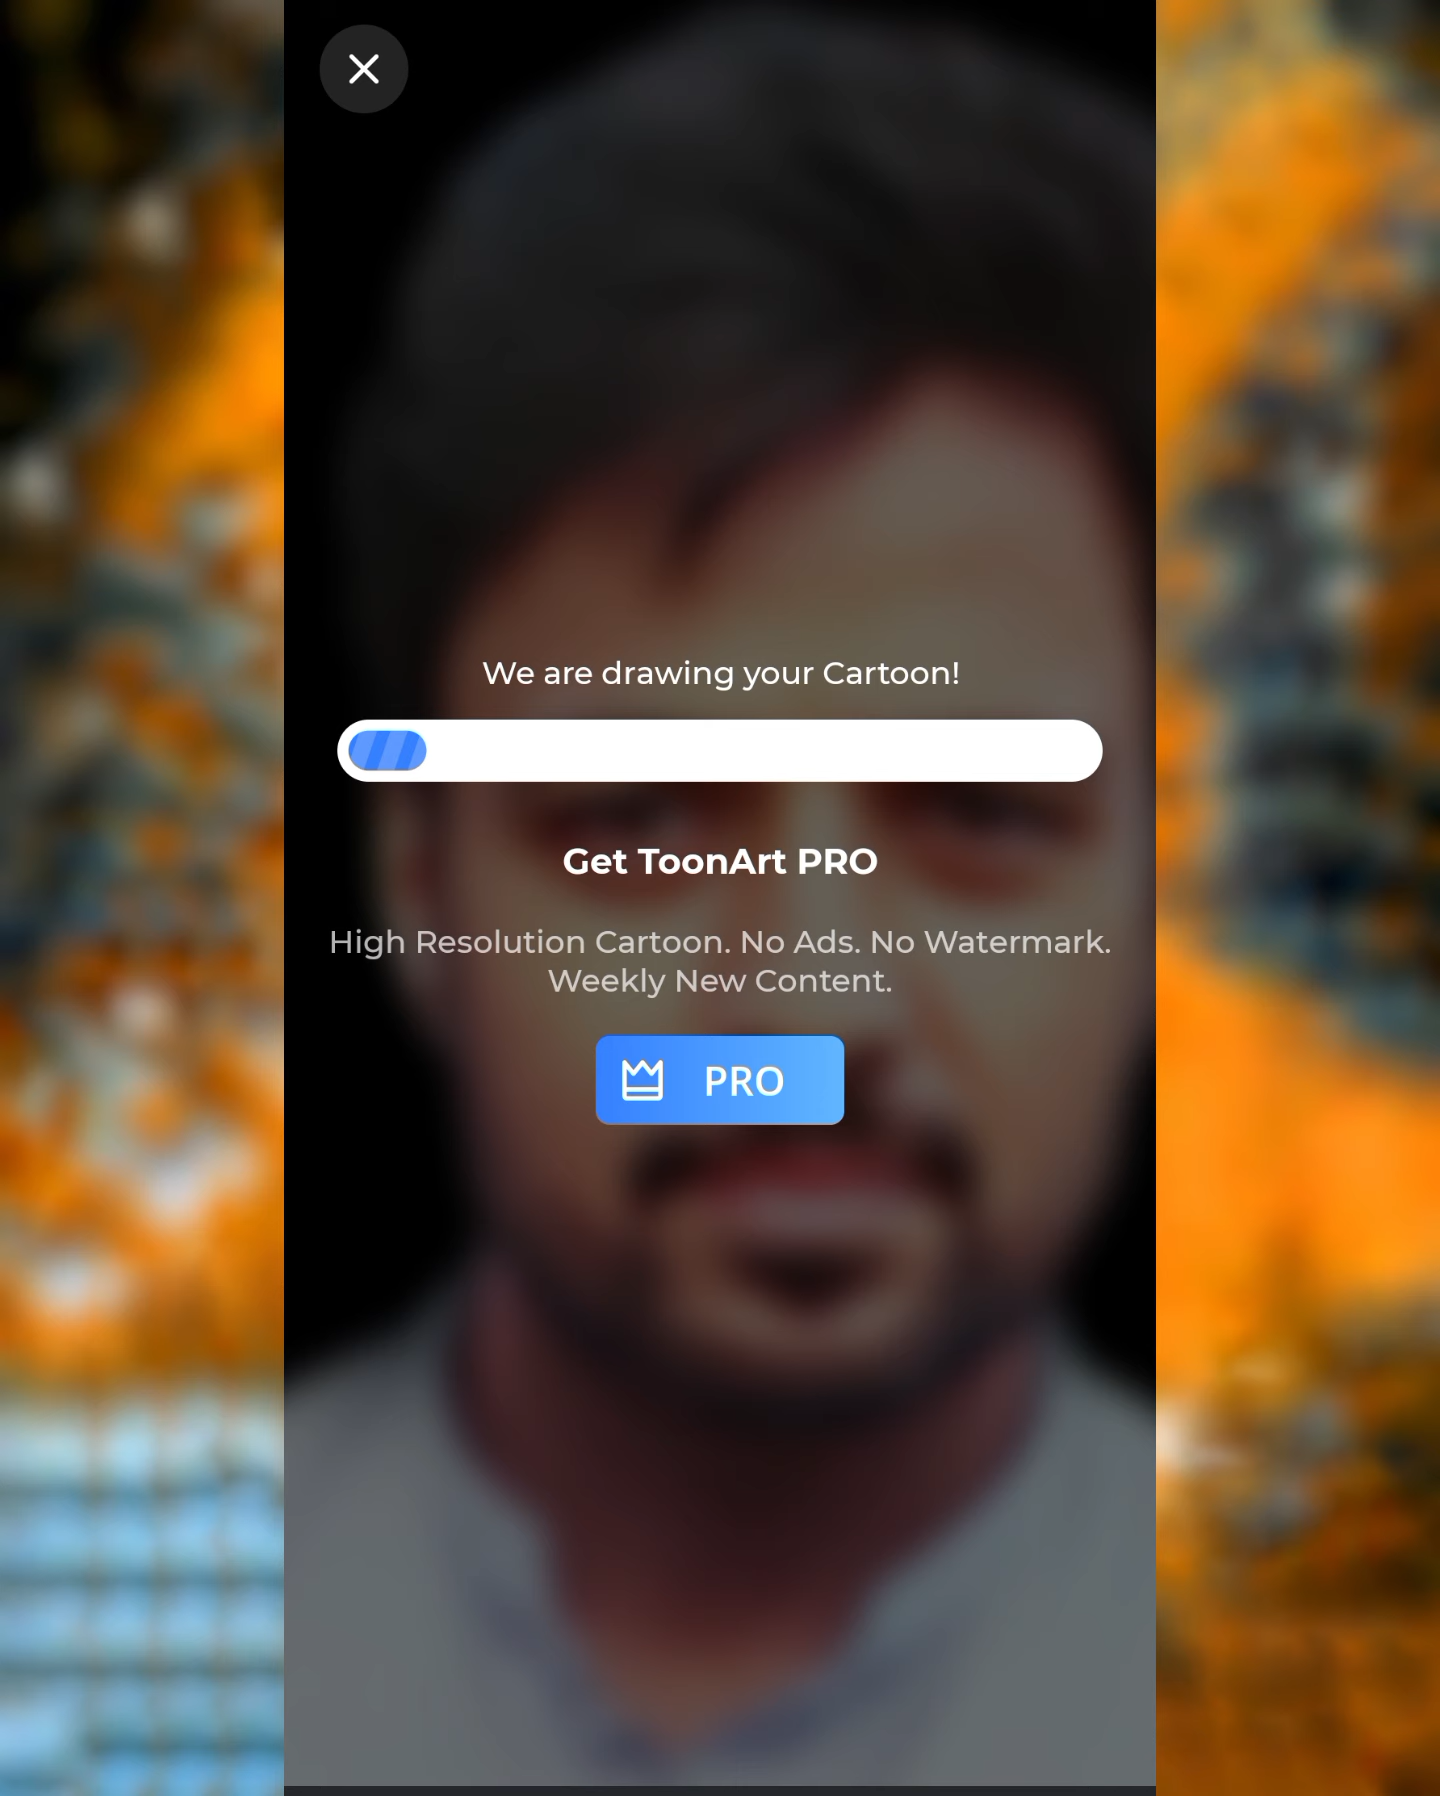 We are drawing your Cartoon!
Get ToonArt PRO
High Resolution Cartoon. No Ads. No Watermark.
Weekly New Content.
PRO